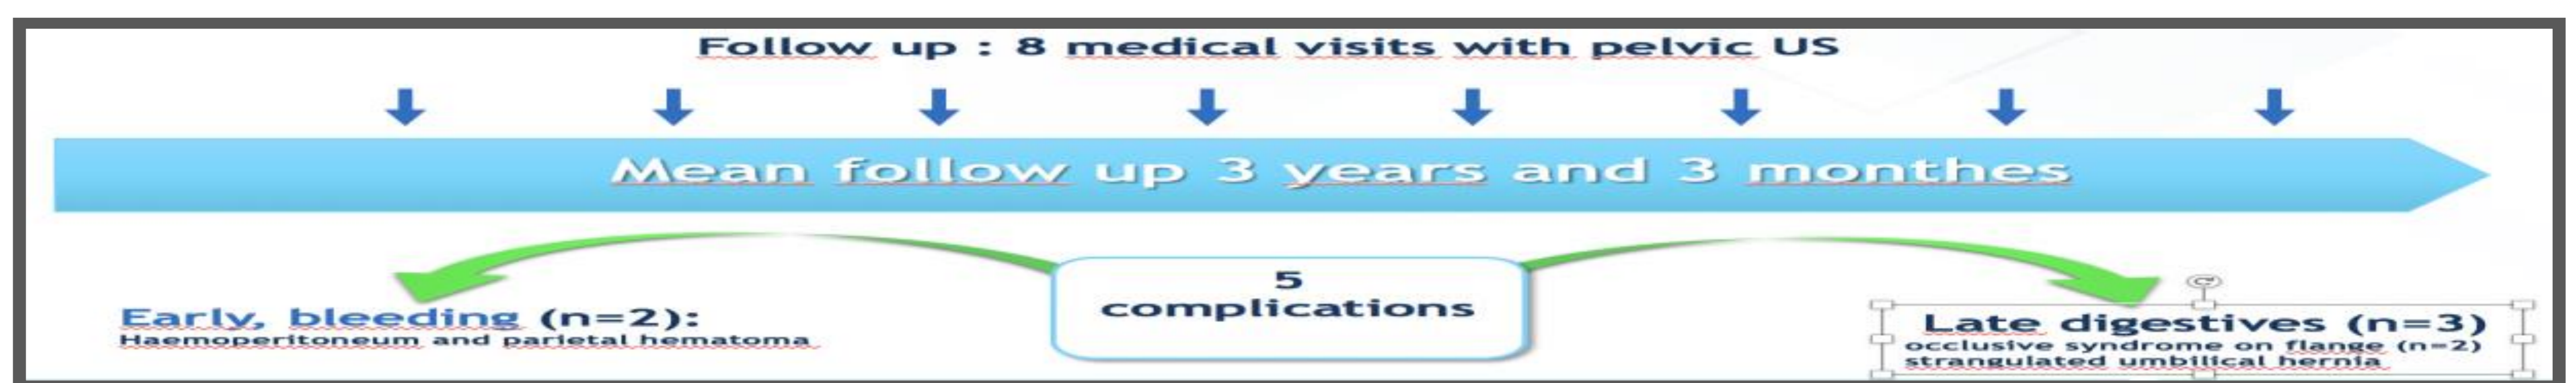 Follow up : 8 medical visits with pelvic US
Mean follow up 3 years and 3 monthes
5
complications
Early, bleeding (n=2):
Haemoperitoneum and parietal hematoma
Late digestives (n=3)
occlusive syndrome on flange (n=2)
strangulated umbilical hernia